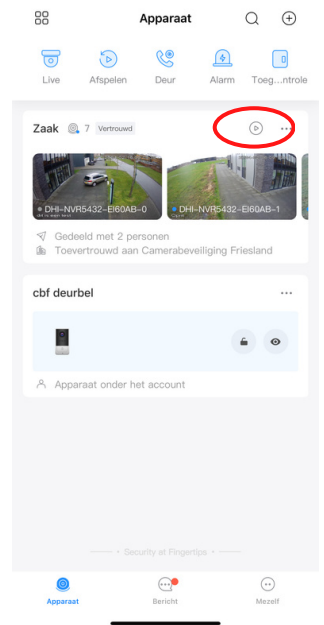 Apparaat
Live Afspelen Deur Alarm Toeg...ntrole
Zaak 7 Vertrouwd
DHI-NVR5432-EI60AB-0 DHI-NVR5432-EI60AB-1
Gedeeld met 2 personen
Toevertrouwd aan Camerabeveiliging Friesland
cbf deurbel
Apparaat onder het account
Security at Fingertips
Apparaat Bericht Mezelf